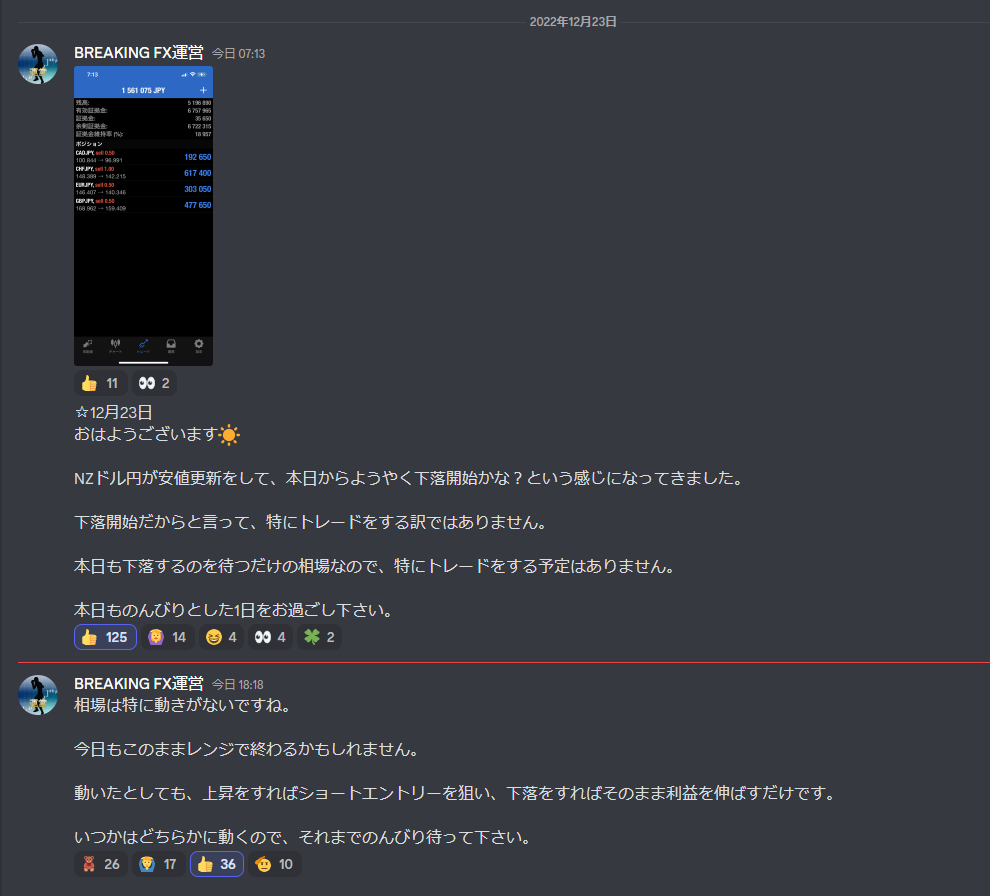 2022年12月23日
BREAKING FX運営 今日 07:13
7:13
1 561 075 JPY +
残高: 5 196 890
有効証拠金: 6 757 965
証拠金: 35 650
余剰証拠金: 6 722 315
証拠金維持率 (%): 18 957
ポジション
CADJPY, sell 0.50
100.844 → 96.991 192 650
CHFJPY, sell 1.00
148.389 → 142.215 617 400
EURJPY, sell 0.50
146.407 → 140.346 303 050
GBPJPY, sell 0.50
168.962 → 159.409 477 650
👍 11 👀 2
☆12月23日
おはようございます☀️
NZドル円が安値更新をして、本日からようやく下落開始かな？という感じになってきました。
下落開始だからと言って、特にトレードをする訳ではありません。
本日も下落するのを待つだけの相場なので、特にトレードをする予定はありません。
本日ものんびりとした1日をお過ごし下さい。
👍 125 🙆‍♀️ 14 😆 4 👀 4 🍀 2
BREAKING FX運営 今日 18:18
相場は特に動きがないですね。
今日もこのままレンジで終わるかもしれません。
動いたとしても、上昇をすればショートエントリーを狙い、下落をすればそのまま利益を伸ばすだけです。
いつかはどちらかに動くので、それまでのんびり待って下さい。
🧸 26 🙆‍♂️ 17 👍 36 🫡 10